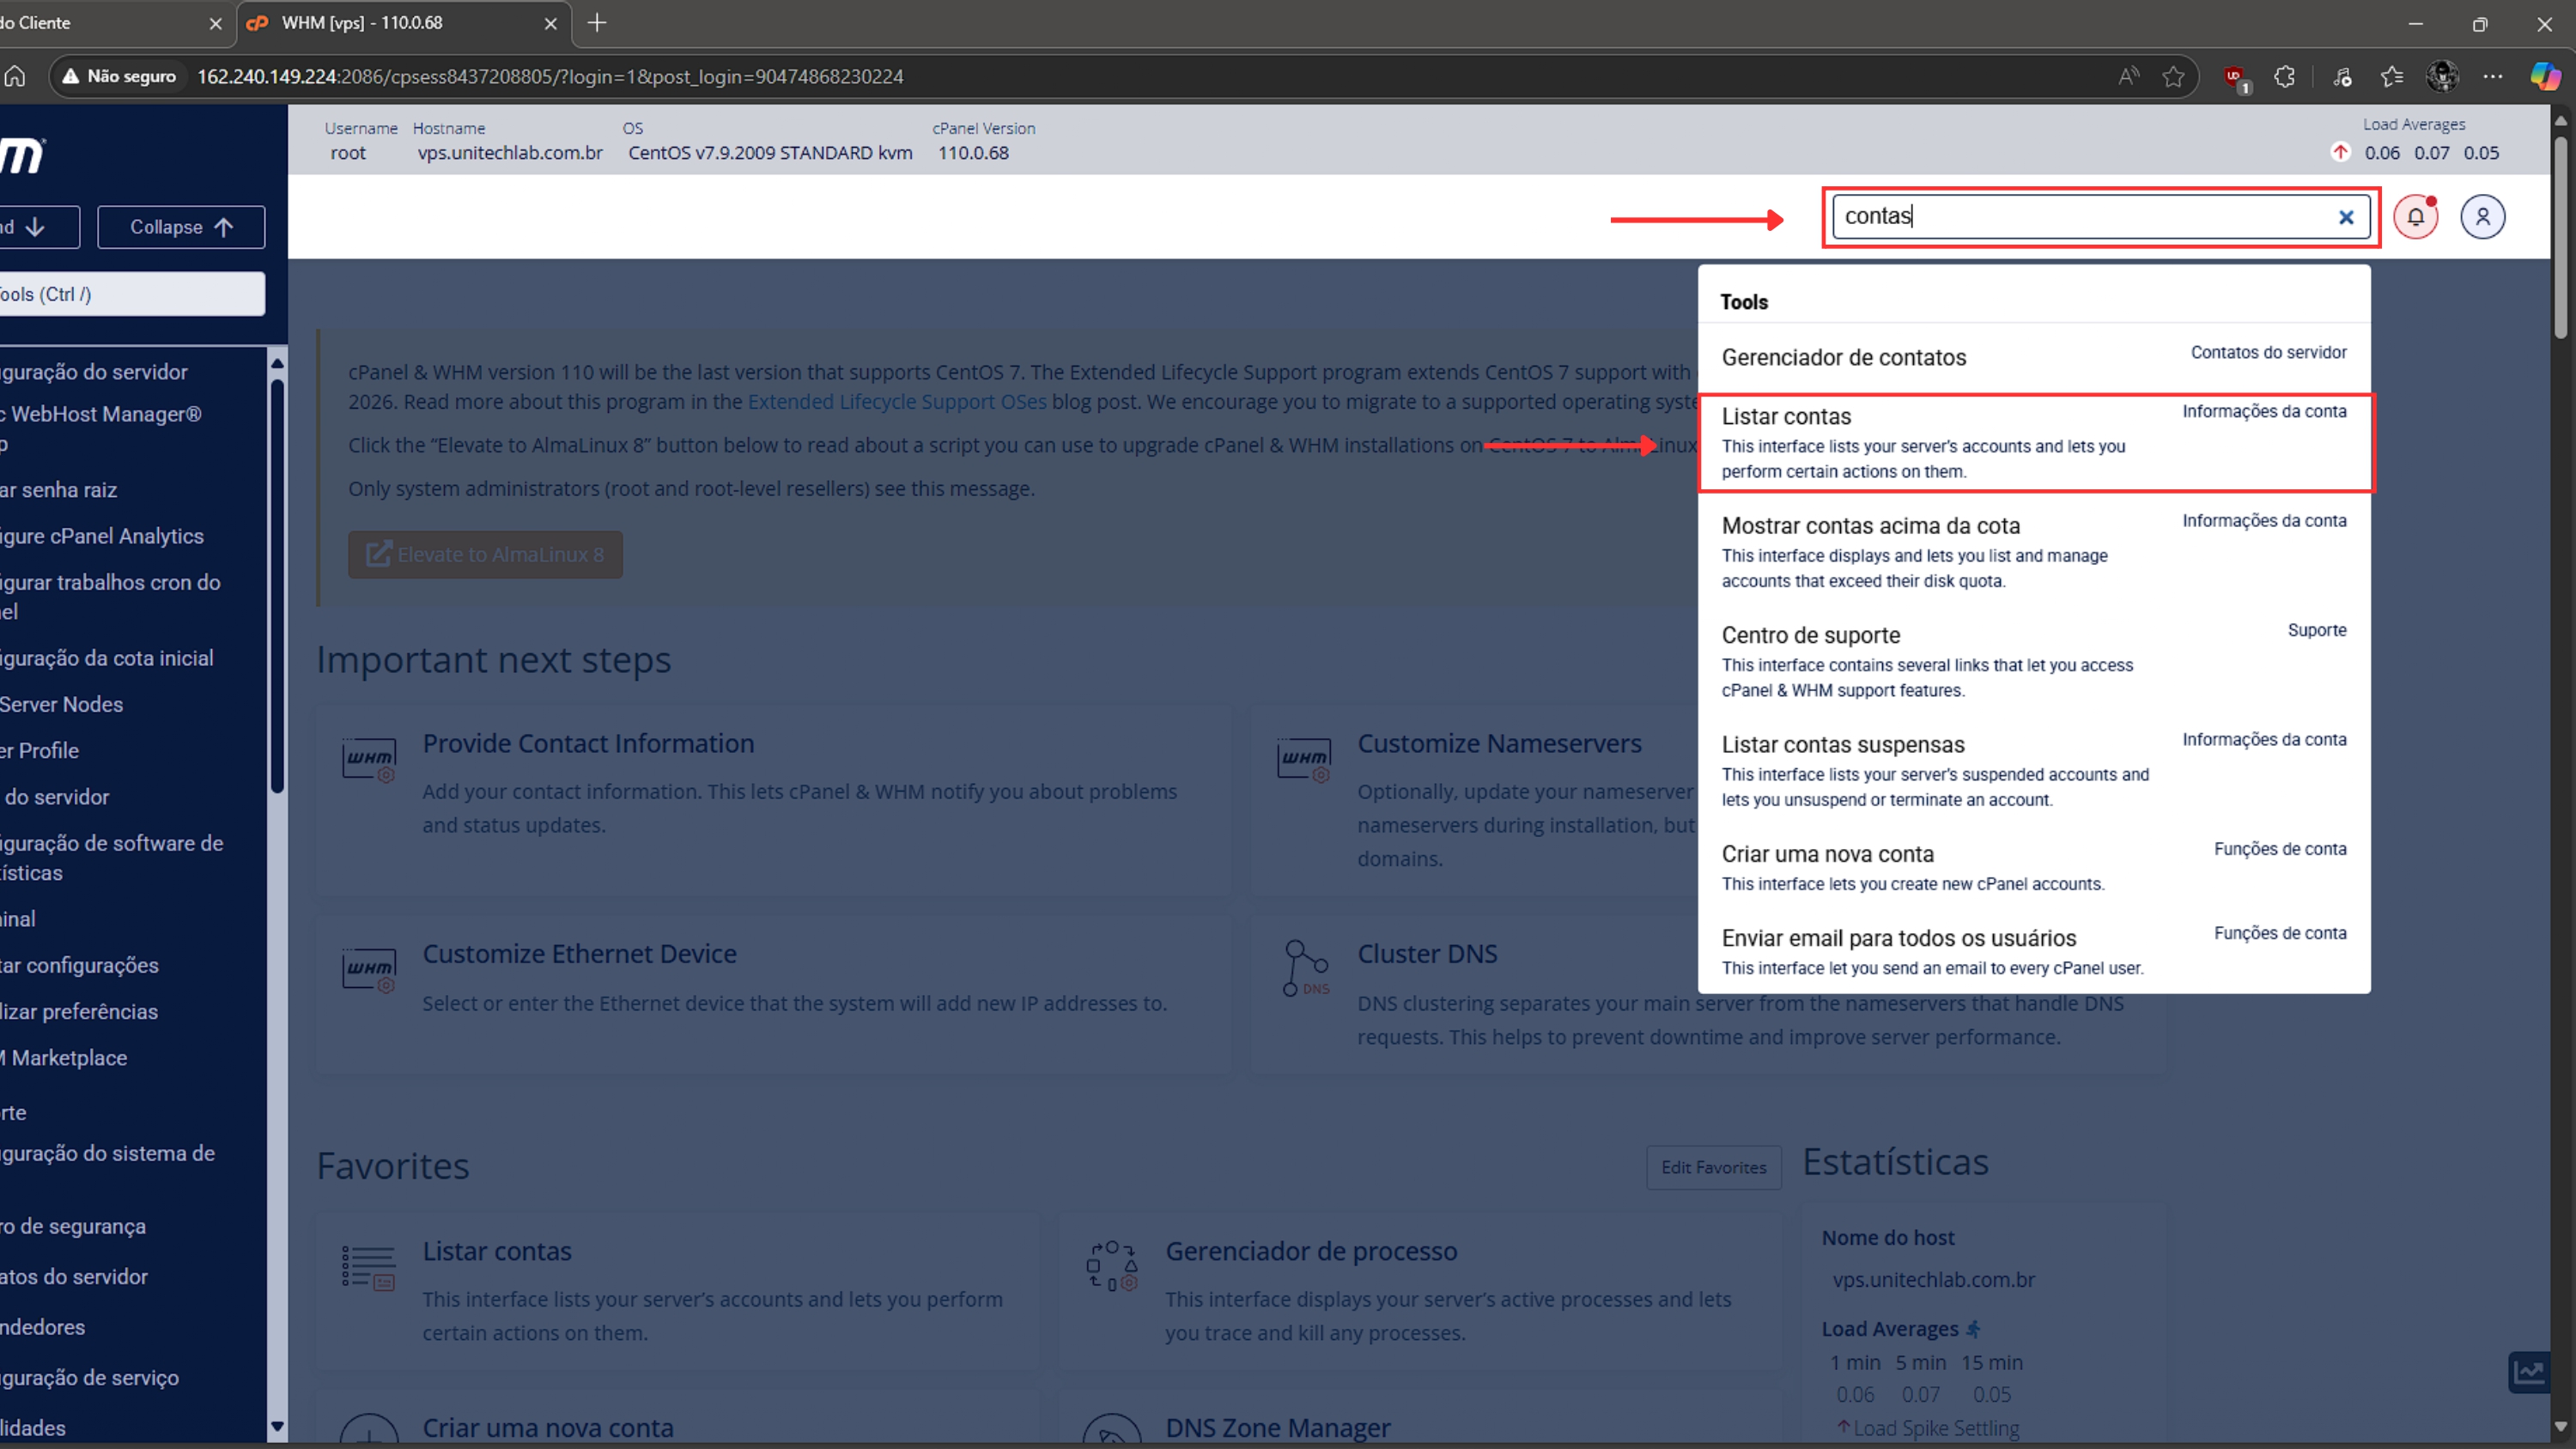 do Cliente
WHM [vps] - 110.0.68
Não seguro
162.240.149.224:2086/cpsess8437208805/?login=1&post_login=90474868230224
UD
1
Username Hostname OS cPanel Version
root vps.unitechlab.com.br CentOS v7.9.2009 STANDARD kvm 110.0.68
Load Averages
0.06 0.07 0.05
nd
Collapse
ools (Ctrl /)
contas
guração do servidor
c WebHost Manager®
p
ar senha raiz
igure cPanel Analytics
igurar trabalhos cron do
nel
iguração da cota inicial
Server Nodes
er Profile
do servidor
iguração de software de
ísticas
inal
tar configurações
lizar preferências
M Marketplace
rte
guração do sistema de
ro de segurança
atos do servidor
ndedores
guração de serviço
lidades
cPanel & WHM version 110 will be the last version that supports CentOS 7. The Extended Lifecycle Support program extends CentOS 7 support with
2026. Read more about this program in the Extended Lifecycle Support OSes blog post. We encourage you to migrate to a supported operating syste
Click the “Elevate to AlmaLinux 8” button below to read about a script you can use to upgrade cPanel & WHM installations on CentOS 7 to AlmaLinux
Only system administrators (root and root-level resellers) see this message.
Elevate to AlmaLinux 8
Tools
Gerenciador de contatos
Contatos do servidor
Listar contas
Informações da conta
This interface lists your server's accounts and lets you
perform certain actions on them.
Mostrar contas acima da cota
Informações da conta
This interface displays and lets you list and manage
accounts that exceed their disk quota.
Centro de suporte
Suporte
This interface contains several links that let you access
cPanel & WHM support features.
Listar contas suspensas
Informações da conta
This interface lists your server's suspended accounts and
lets you unsuspend or terminate an account.
Criar uma nova conta
Funções de conta
This interface lets you create new cPanel accounts.
Enviar email para todos os usuários
Funções de conta
This interface let you send an email to every cPanel user.
Important next steps
WHM
Provide Contact Information
Add your contact information. This lets cPanel & WHM notify you about problems
and status updates.
WHM
Customize Nameservers
Optionally, update your nameserver
nameservers during installation, but
domains.
WHM
Customize Ethernet Device
Select or enter the Ethernet device that the system will add new IP addresses to.
DNS
Cluster DNS
DNS clustering separates your main server from the nameservers that handle DNS
requests. This helps to prevent downtime and improve server performance.
Favorites
Edit Favorites
Listar contas
This interface lists your server's accounts and lets you perform
certain actions on them.
Gerenciador de processo
This interface displays your server's active processes and lets
you trace and kill any processes.
Criar uma nova conta
DNS Zone Manager
Estatísticas
Nome do host
vps.unitechlab.com.br
Load Averages
1 min 5 min 15 min
0.06 0.07 0.05
Load Spike Settling